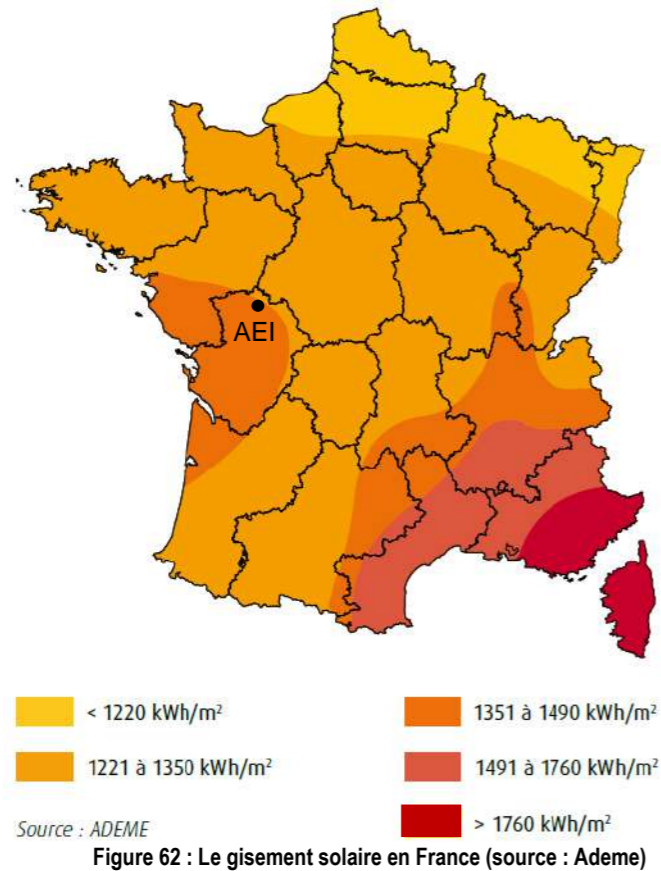 AEI
< 1220 kWh/m²
1221 à 1350 kWh/m²
1351 à 1490 kWh/m²
1491 à 1760 kWh/m²
> 1760 kWh/m²
Source : ADEME
Figure 62 : Le gisement solaire en France (source : Ademe)